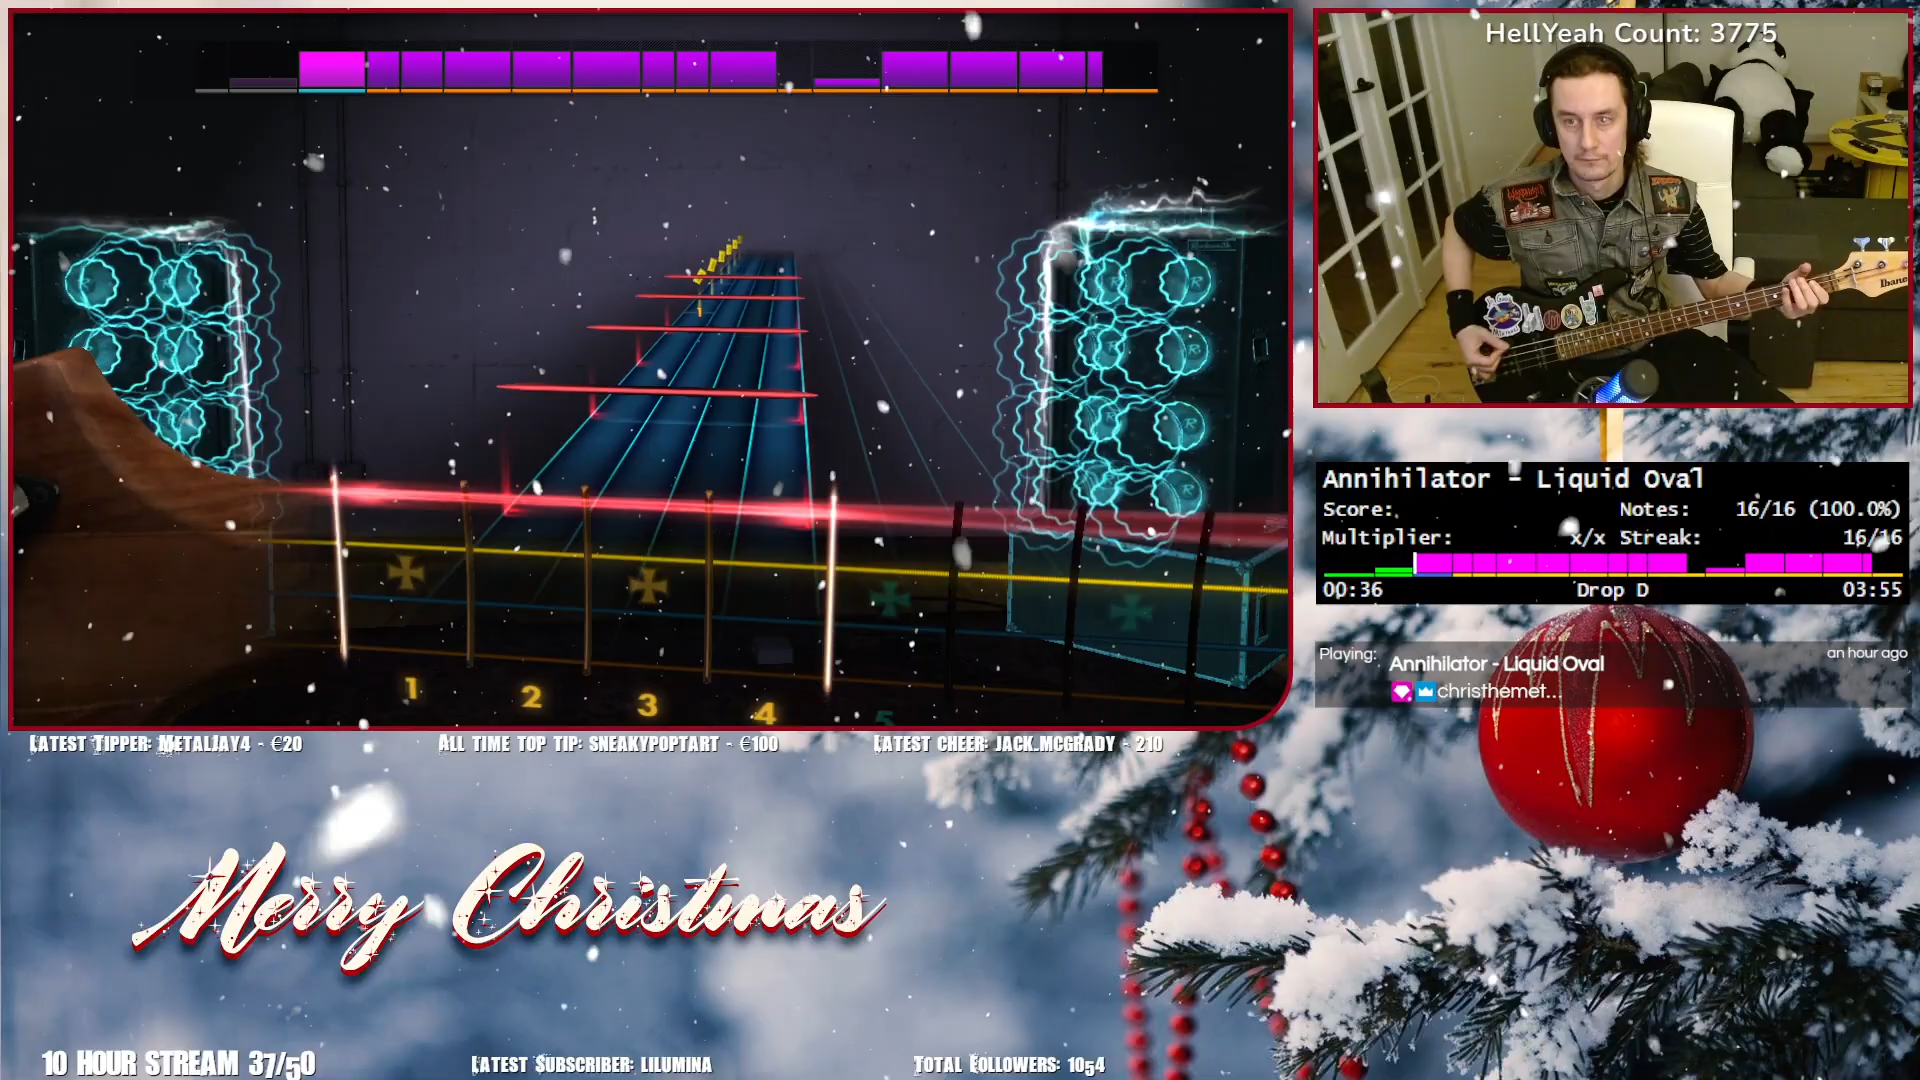 HellYeah Count: 3775
Annihilator - Liquid Oval
Score: Notes: 16/16 (100.0%)
Multiplier: x/x Streak: 16/16
00:36 Drop D 03:55
Playing: Annihilator - Liquid Oval an hour ago
christhemet...
1 2 3 4 5
LATEST TIPPER: METALJAY4 - €20
ALL TIME TOP TIP: SNEAKYPOPTART - €100
LATEST CHEER: JACK_MCGRADY - 210
Merry Christmas
10 HOUR STREAM 37/50
LATEST SUBSCRIBER: LILUMINA
TOTAL FOLLOWERS: 1054